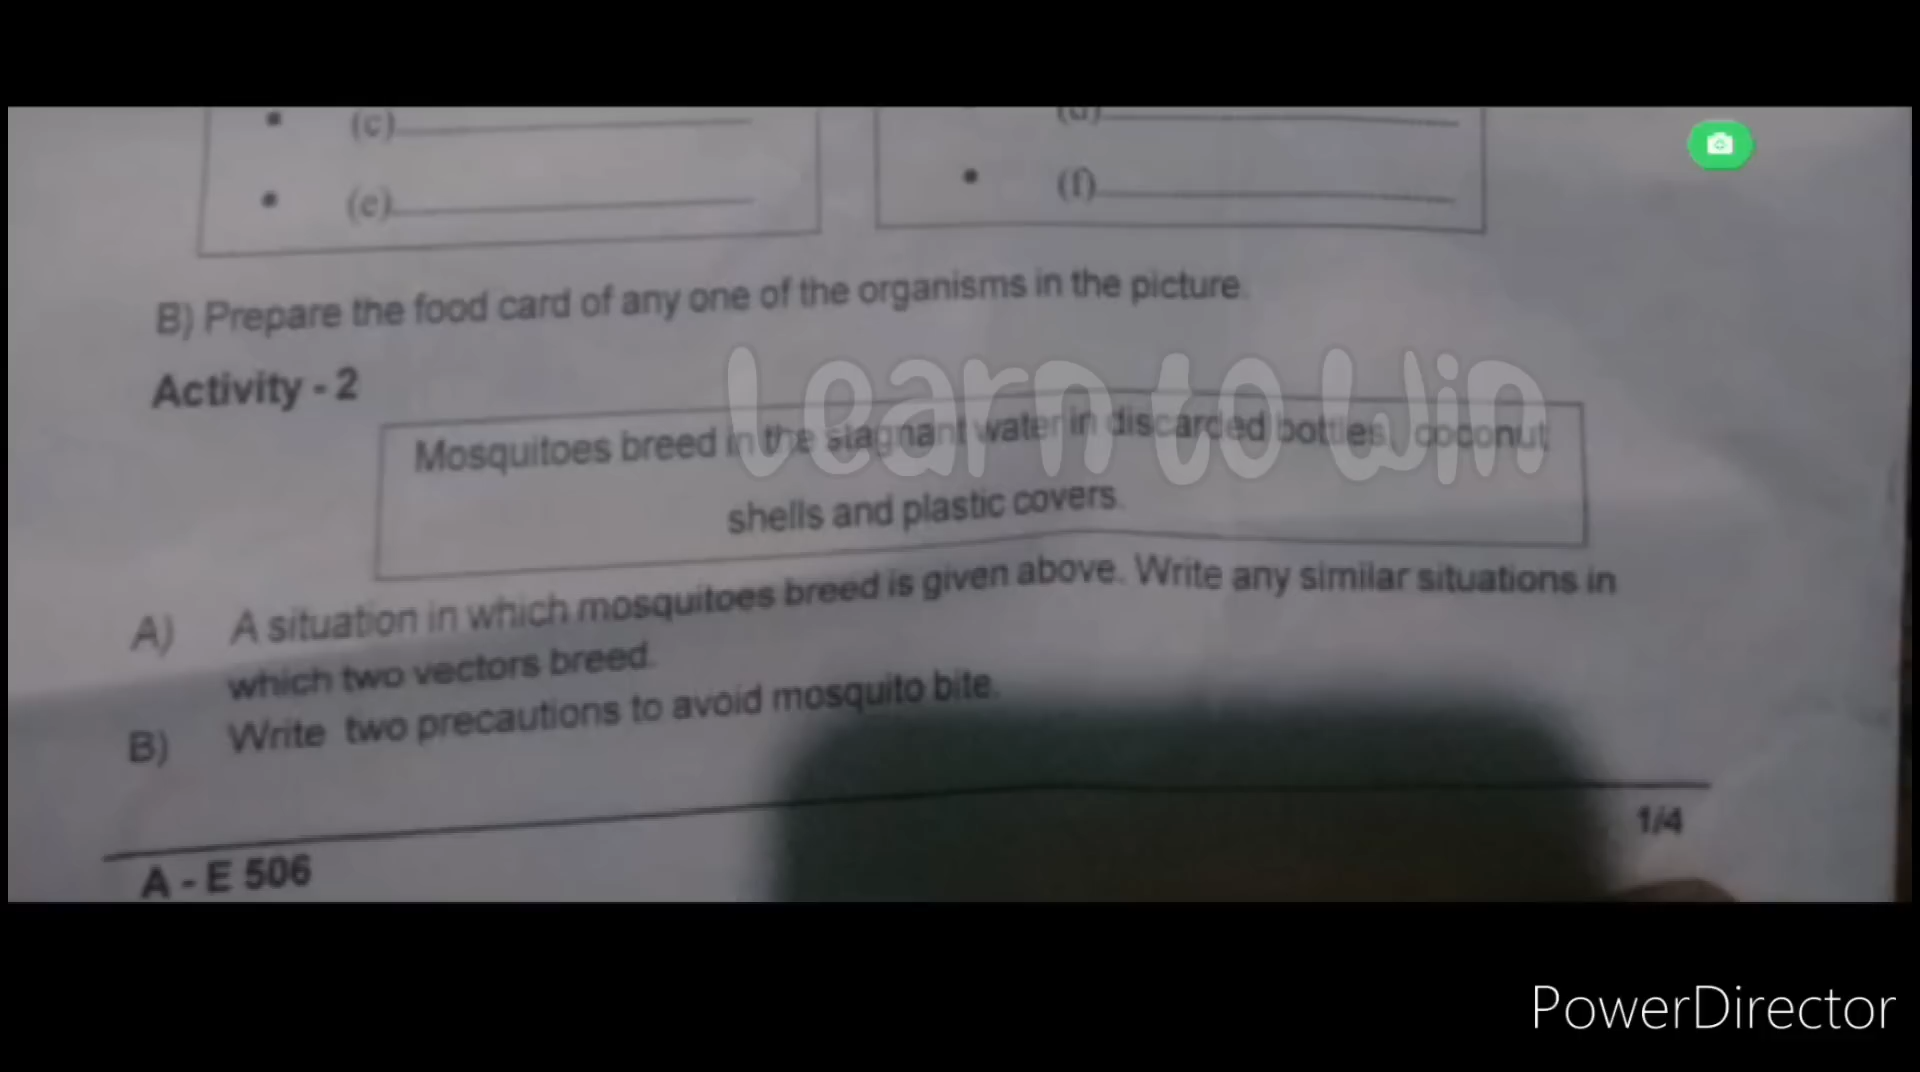 (c)
(d)
(e)
(f)
B) Prepare the food card of any one of the organisms in the picture.
Activity - 2
Mosquitoes breed in the stagnant water in discarded bottles, coconut
shells and plastic covers.
A) A situation in which mosquitoes breed is given above. Write any similar situations in
which two vectors breed.
B) Write two precautions to avoid mosquito bite.
A - E 506
1/4
Learn to Win
PowerDirector